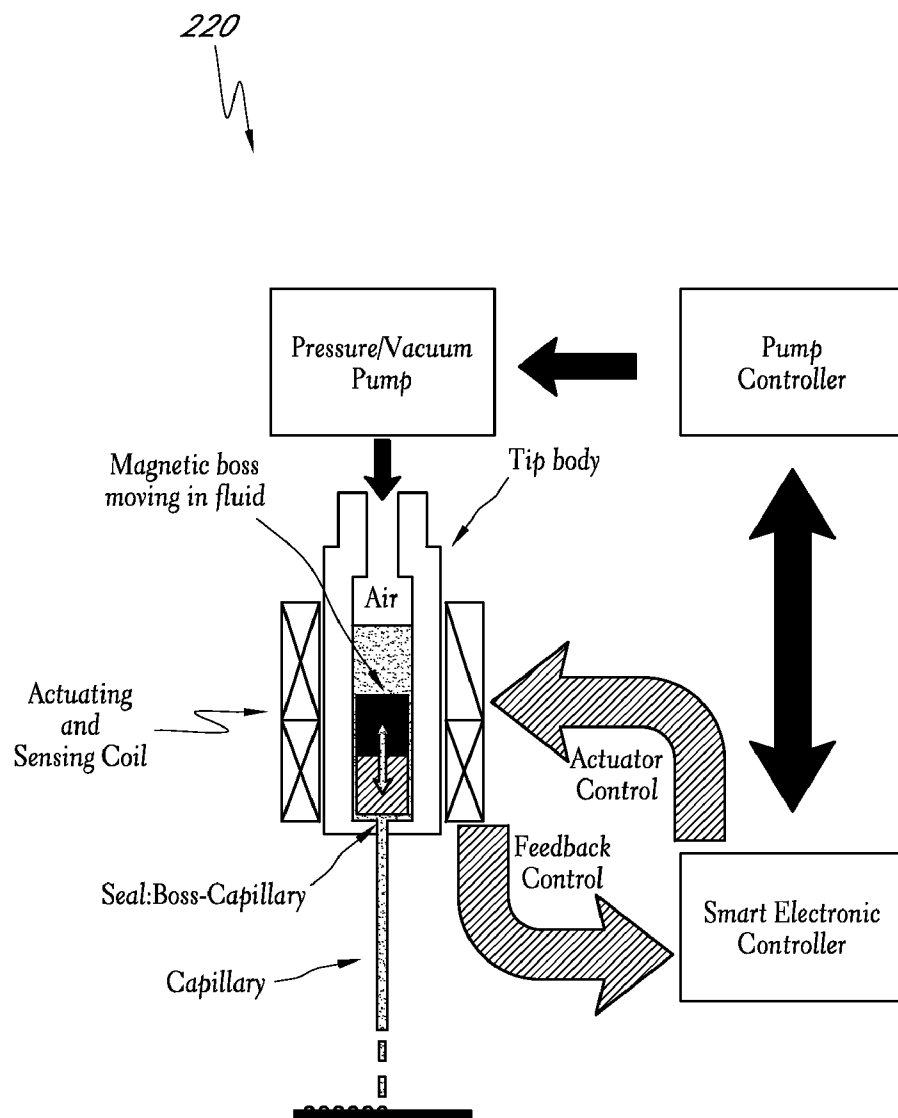 220
Pressure/Vacuum
Pump
Pump
Controller
Magnetic boss
moving in fluid
Tip body
Air
Actuating
and
Sensing Coil
Actuator
Control
Feedback
Control
Seal:Boss-Capillary
Smart Electronic
Controller
Capillary